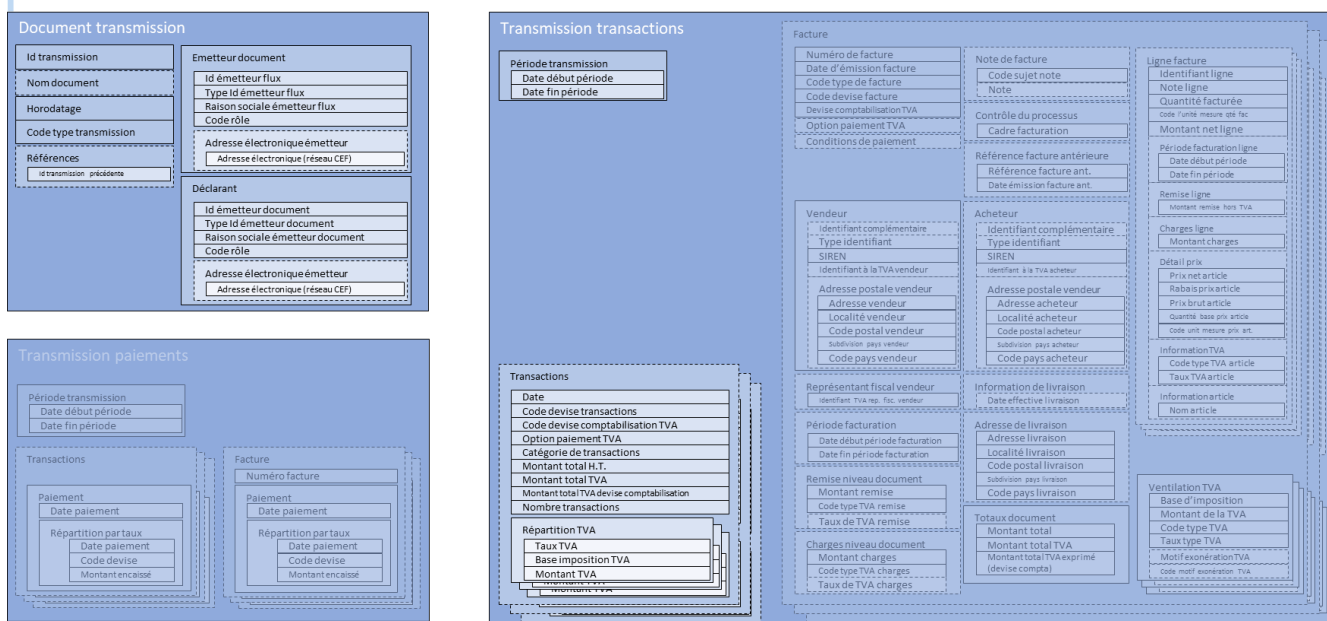 Document transmission
Id transmission
Nom document
Horodatage
Code type transmission
Références
Id transmission précédente
Emetteur document
Id émetteur flux
Type Id émetteur flux
Raison sociale émetteur flux
Code rôle
Adresse électronique émetteur
Adresse électronique (réseau CEF)
Déclarant
Id émetteur document
Type Id émetteur document
Raison sociale émetteur document
Code rôle
Adresse électronique émetteur
Adresse électronique (réseau CEF)
Transmission paiements
Période transmission
Date début période
Date fin période
Transactions
Paiement
Date paiement
Répartition par taux
Date paiement
Code devise
Montant encaissé
Facture
Numéro facture
Paiement
Date paiement
Répartition par taux
Date paiement
Code devise
Montant encaissé
Transmission transactions
Période transmission
Date début période
Date fin période
Transactions
Date
Code devise transactions
Code devise comptabilisation TVA
Option paiement TVA
Catégorie de transactions
Montant total H.T.
Montant total TVA
Montant total TVA devise comptabilisation
Nombre transactions
Répartition TVA
Taux TVA
Base imposition TVA
Montant TVA
Montant TVA
Montant TVA
Facture
Numéro de facture
Date d'émission facture
Code type de facture
Code devise facture
Devise comptabilisation TVA
Option paiement TVA
Conditions de paiement
Note de facture
Code sujet note
Note
Contrôle du processus
Cadre facturation
Référence facture antérieure
Référence facture ant.
Date émission facture ant.
Vendeur
Identifiant complémentaire
Type identifiant
SIREN
Identifiant à la TVA vendeur
Adresse postale vendeur
Adresse vendeur
Localité vendeur
Code postal vendeur
Subdivision pays vendeur
Code pays vendeur
Acheteur
Identifiant complémentaire
Type identifiant
SIREN
Identifiant à la TVA acheteur
Adresse postale vendeur
Adresse acheteur
Localité acheteur
Code postal acheteur
Subdivision pays acheteur
Code pays acheteur
Représentant fiscal vendeur
Identifiant TVA rep. fisc. vendeur
Information de livraison
Date effective livraison
Période facturation
Date début période facturation
Date fin période facturation
Adresse de livraison
Adresse livraison
Localité livraison
Code postal livraison
Subdivision pays livraison
Code pays livraison
Remise niveau document
Montant remise
Code type TVA remise
Taux de TVA remise
Charges niveau document
Montant charges
Code type TVA charges
Taux de TVA charges
Totaux document
Montant total
Montant total TVA
Montant total TVA exprimé
(devise compta)
Ligne facture
Identifiant ligne
Note ligne
Quantité facturée
Code l'unité mesure qté fac
Montant net ligne
Période facturation ligne
Date début période
Date fin période
Remise ligne
Montant remise hors TVA
Charges ligne
Montant charges
Détail prix
Prix net article
Rabais prix article
Prix brut article
Quantité base prix article
Code unit mesure prix art.
Information TVA
Code type TVA article
Taux TVA article
Information article
Nom article
Ventilation TVA
Base d'imposition
Montant de la TVA
Code type TVA
Taux type TVA
Motif exonération TVA
Code motif exonération TVA